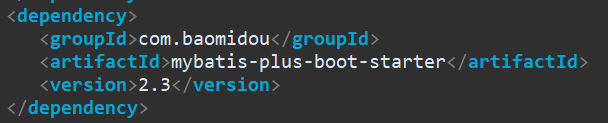 <dependency>
<groupId>com.baomidou</groupId>
<artifactId>mybatis-plus-boot-starter</artifactId>
<version>2.3</version>
</dependency>